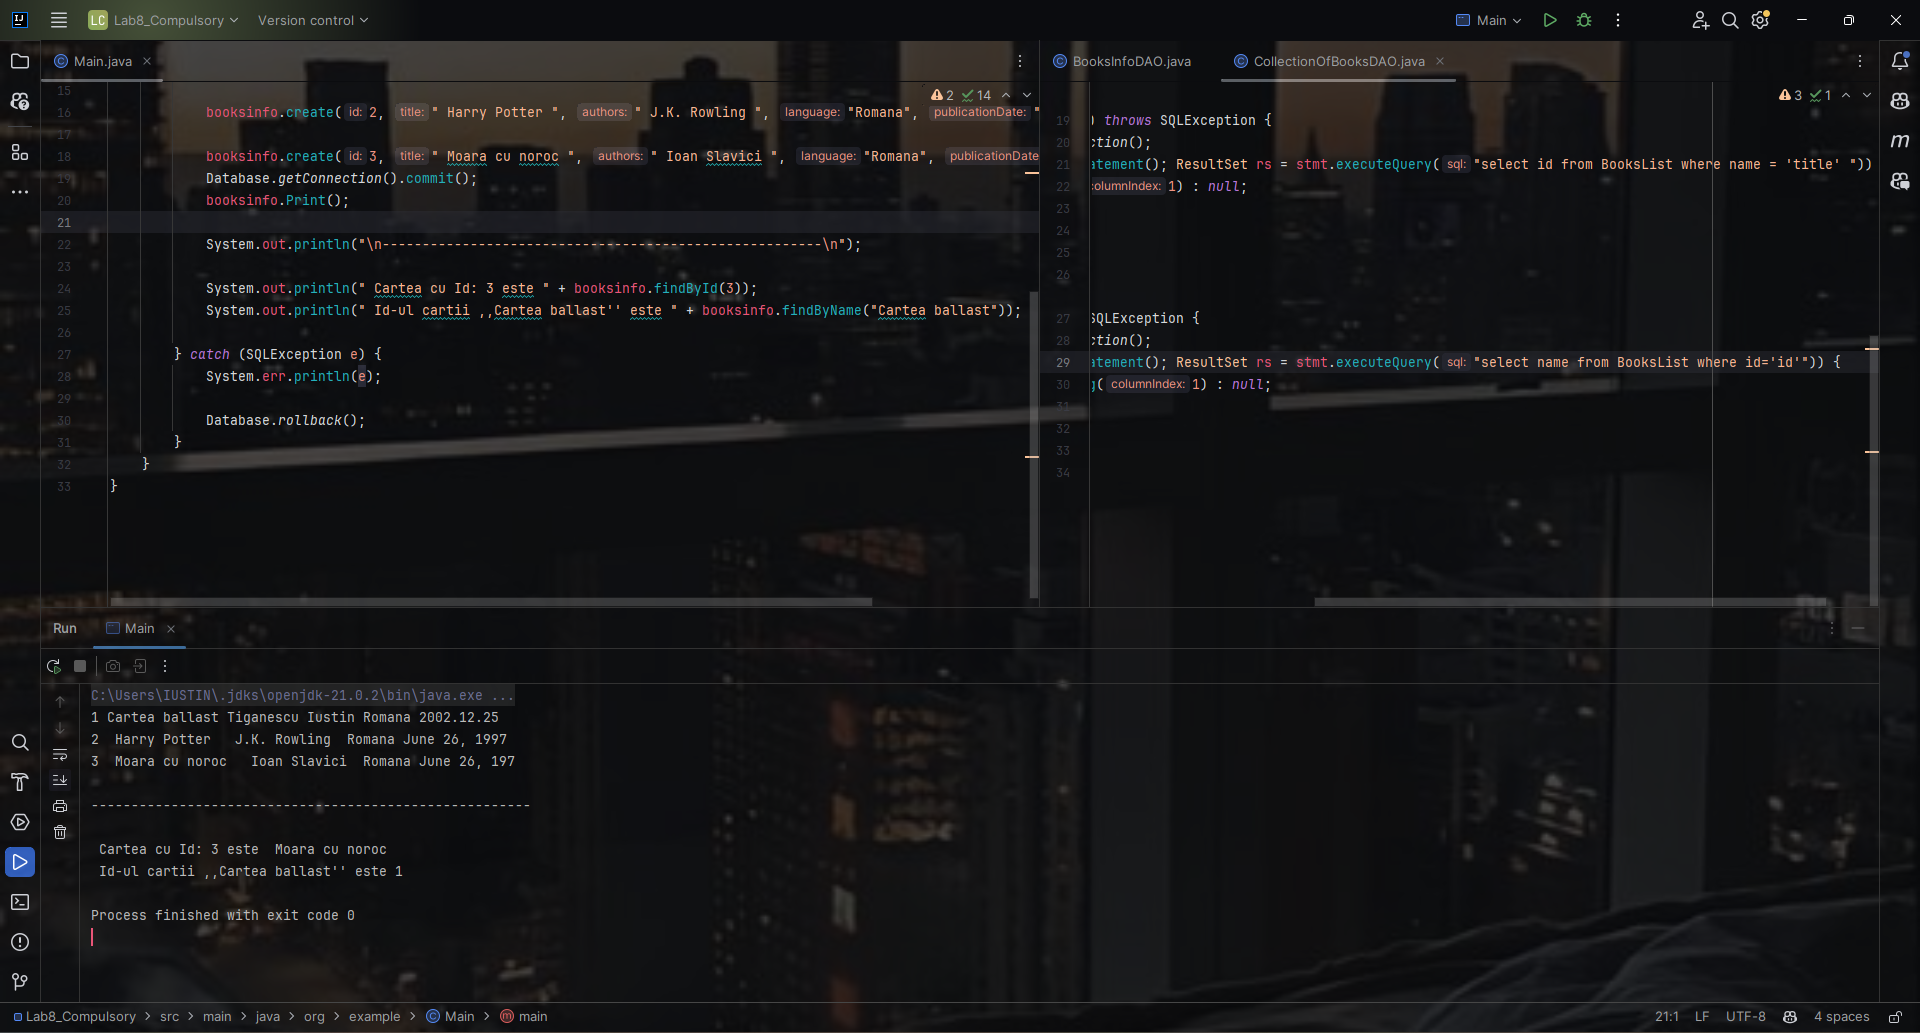 LC Lab8_Compulsory Version control Main
Main.java
BooksInfoDAO.java CollectionOfBooksDAO.java
2 14
3 1
15
16 booksinfo.create( id: 2, title: " Harry Potter ", authors: " J.K. Rowling ", language: "Romana", publicationDate: "
17
18 booksinfo.create( id: 3, title: " Moara cu noroc ", authors: " Ioan Slavici ", language: "Romana", publicationDate
19 Database.getConnection().commit();
20 booksinfo.Print();
21
22 System.out.println("\n-------------------------------------------------------\n");
23
24 System.out.println(" Cartea cu Id: 3 este " + booksinfo.findById(3));
25 System.out.println(" Id-ul cartii ,,Cartea ballast'' este " + booksinfo.findByName("Cartea ballast"));
26
27 } catch (SQLException e) {
28 System.err.println(e);
29
30 Database.rollback();
31 }
32 }
33 }
19 ) throws SQLException {
20 ction();
21 atement(); ResultSet rs = stmt.executeQuery( sql: "select id from BooksList where name = 'title' "))
22 columnIndex: 1) : null;
23
24
25
26
27 SQLException {
28 ction();
29 atement(); ResultSet rs = stmt.executeQuery( sql: "select name from BooksList where id='id'")) {
30 g( columnIndex: 1) : null;
31
32
33
34
Run Main
C:\Users\IUSTIN\.jdks\openjdk-21.0.2\bin\java.exe ...
1 Cartea ballast Tiganescu Iustin Romana 2002.12.25
2  Harry Potter   J.K. Rowling  Romana June 26, 1997
3  Moara cu noroc   Ioan Slavici  Romana June 26, 197
-------------------------------------------------------
Cartea cu Id: 3 este  Moara cu noroc
Id-ul cartii ,,Cartea ballast'' este 1
Process finished with exit code 0
Lab8_Compulsory > src > main > java > org > example > Main > main
21:1 LF UTF-8 4 spaces